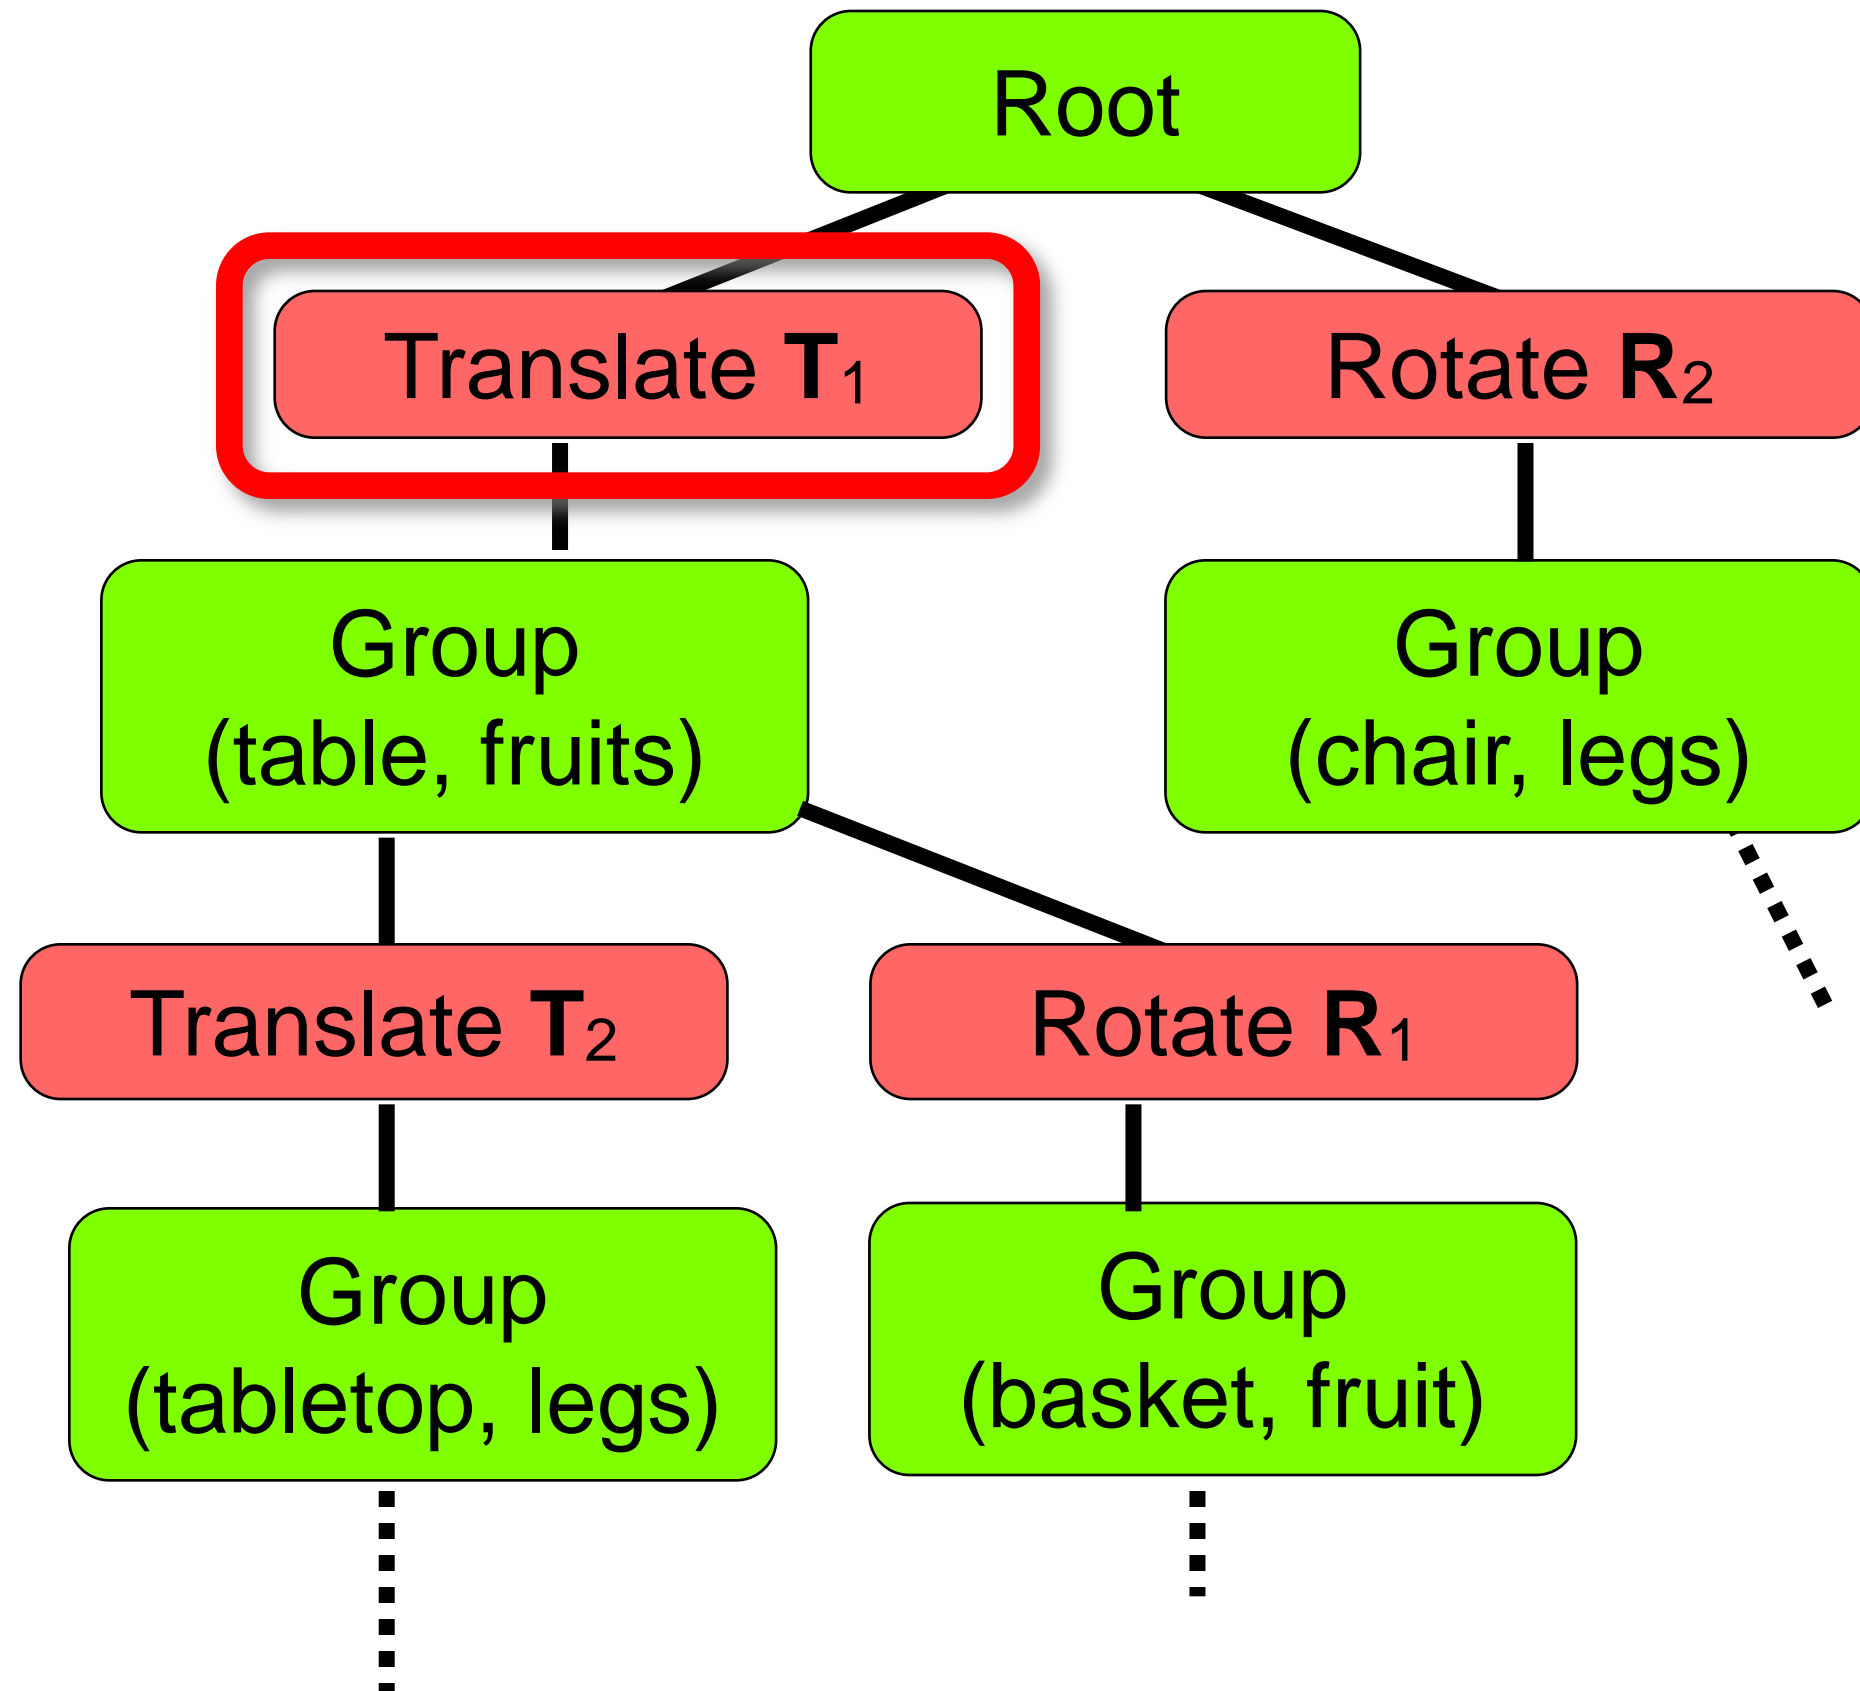 Root
Translate T₁
Rotate R₂
Group
(table, fruits)
Group
(chair, legs)
Translate T₂
Rotate R₁
Group
(tabletop, legs)
Group
(basket, fruit)